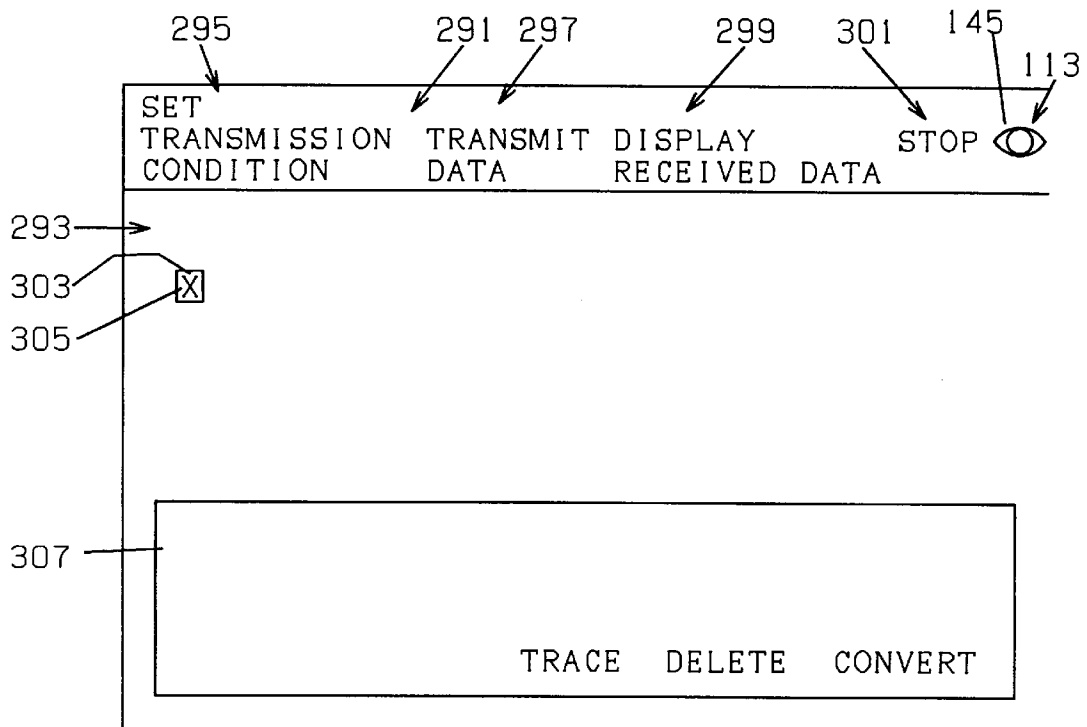 295 291 297 299 301 145 113
SET
TRANSMISSION TRANSMIT DISPLAY STOP
CONDITION DATA RECEIVED DATA
293
303 X
305
307
TRACE DELETE CONVERT